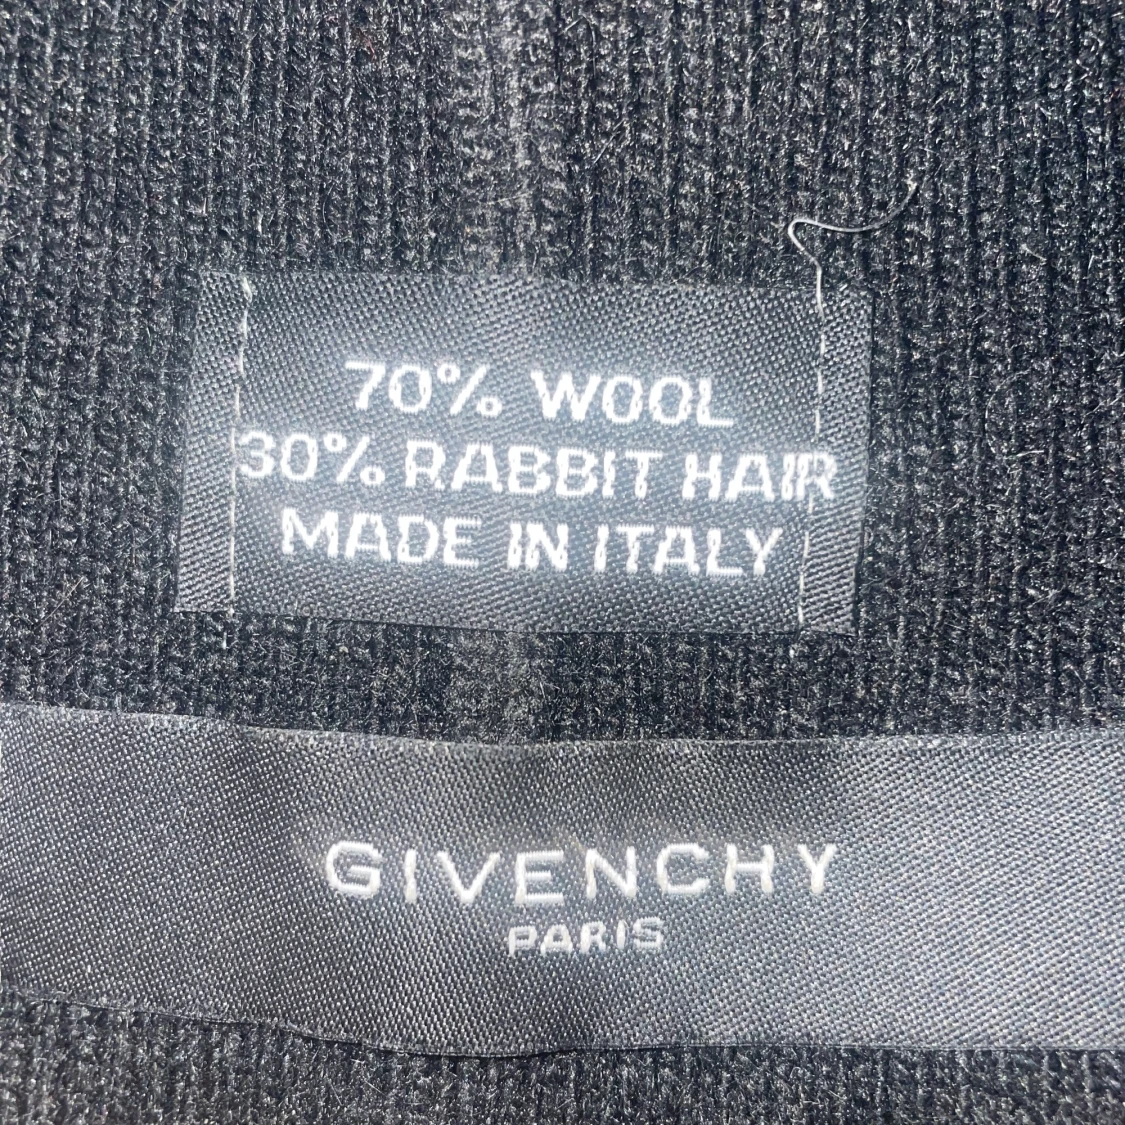 70% WOOL
30% RABBIT HAIR
MADE IN ITALY
GIVENCHY
PARIS